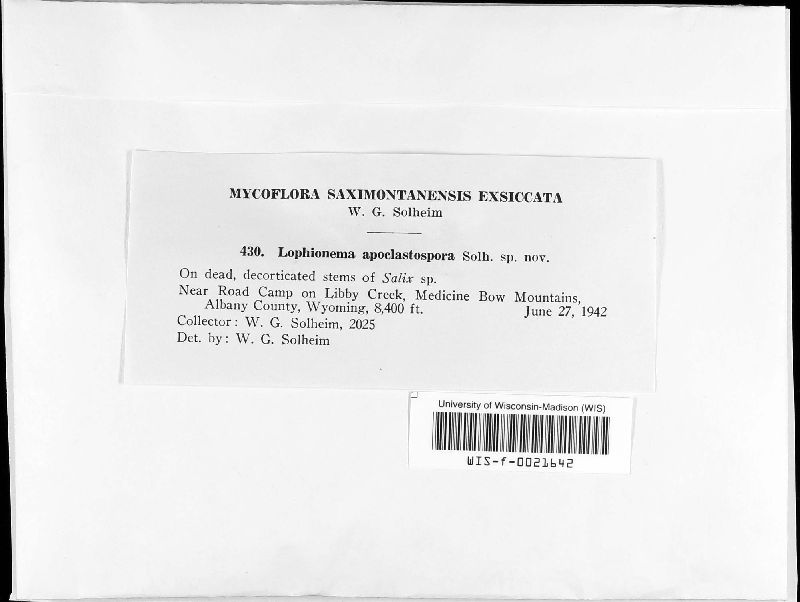 MYCOFLORA SAXIMONTANENSIS EXSICCATA
W. G. Solheim
430. Lophionema apoclastospora Solh. sp. nov.
On dead, decorticated stems of Salix sp.
Near Road Camp on Libby Creek, Medicine Bow Mountains,
Albany County, Wyoming, 8,400 ft. June 27, 1942
Collector: W. G. Solheim, 2025
Det. by: W. G. Solheim
University of Wisconsin-Madison (WIS)
WIS-f-0021642